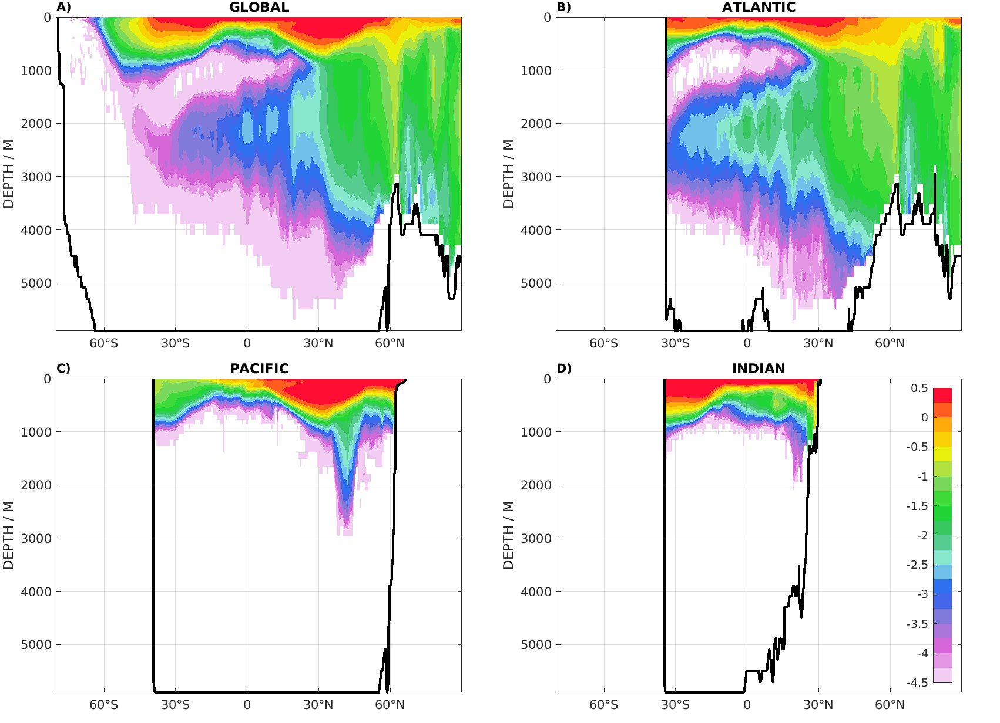 A) GLOBAL
0
1000
2000
3000
4000
5000
DEPTH / M
60°S 30°S 0 30°N 60°N
B) ATLANTIC
0
1000
2000
3000
4000
5000
DEPTH / M
60°S 30°S 0 30°N 60°N
C) PACIFIC
0
1000
2000
3000
4000
5000
DEPTH / M
60°S 30°S 0 30°N 60°N
D) INDIAN
0
1000
2000
3000
4000
5000
DEPTH / M
60°S 30°S 0 30°N 60°N
0.5
0
-0.5
-1
-1.5
-2
-2.5
-3
-3.5
-4
-4.5